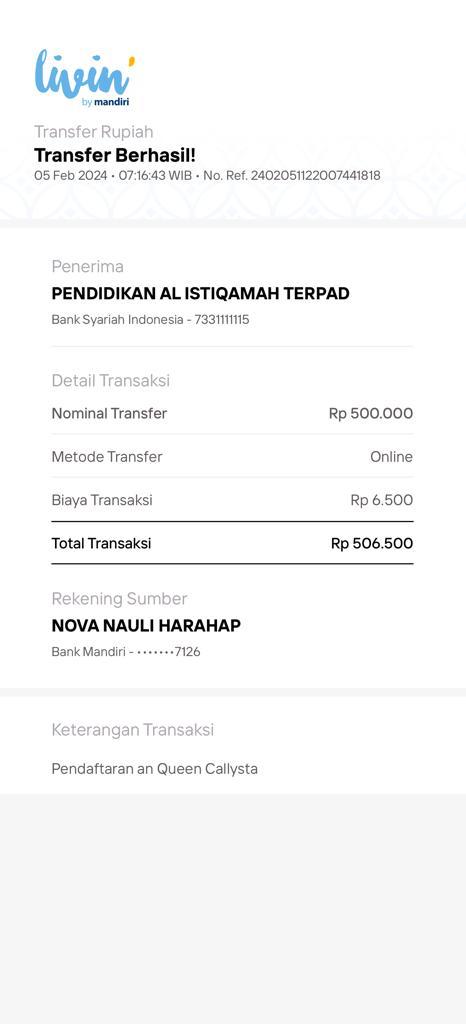 livin'
by mandiri
Transfer Rupiah
Transfer Berhasil!
05 Feb 2024 • 07:16:43 WIB • No. Ref. 2402051122007441818
Penerima
PENDIDIKAN AL ISTIQAMAH TERPAD
Bank Syariah Indonesia - 7331111115
Detail Transaksi
Nominal Transfer Rp 500.000
Metode Transfer Online
Biaya Transaksi Rp 6.500
Total Transaksi Rp 506.500
Rekening Sumber
NOVA NAULI HARAHAP
Bank Mandiri - •••••••7126
Keterangan Transaksi
Pendaftaran an Queen Callysta